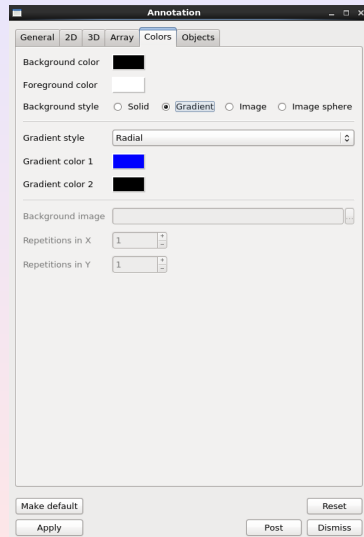 Annotation
General 2D 3D Array Colors Objects
Background color
Foreground color
Background style Solid Gradient Image Image sphere
Gradient style Radial
Gradient color 1
Gradient color 2
Background image ...
Repetitions in X 1
Repetitions in Y 1
Make default Reset
Apply Post Dismiss